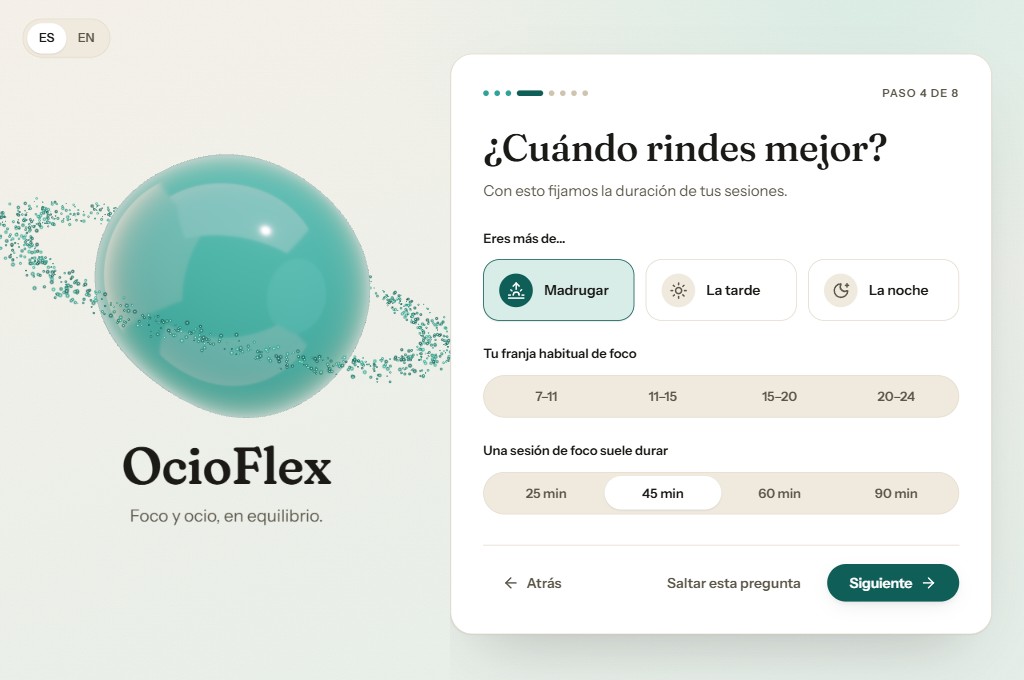 ES EN
PASO 4 DE 8
¿Cuándo rindes mejor?
Con esto fijamos la duración de tus sesiones.
Eres más de...
Madrugar La tarde La noche
Tu franja habitual de foco
7–11 11–15 15–20 20–24
Una sesión de foco suele durar
25 min 45 min 60 min 90 min
Atrás Saltar esta pregunta Siguiente
OcioFlex
Foco y ocio, en equilibrio.